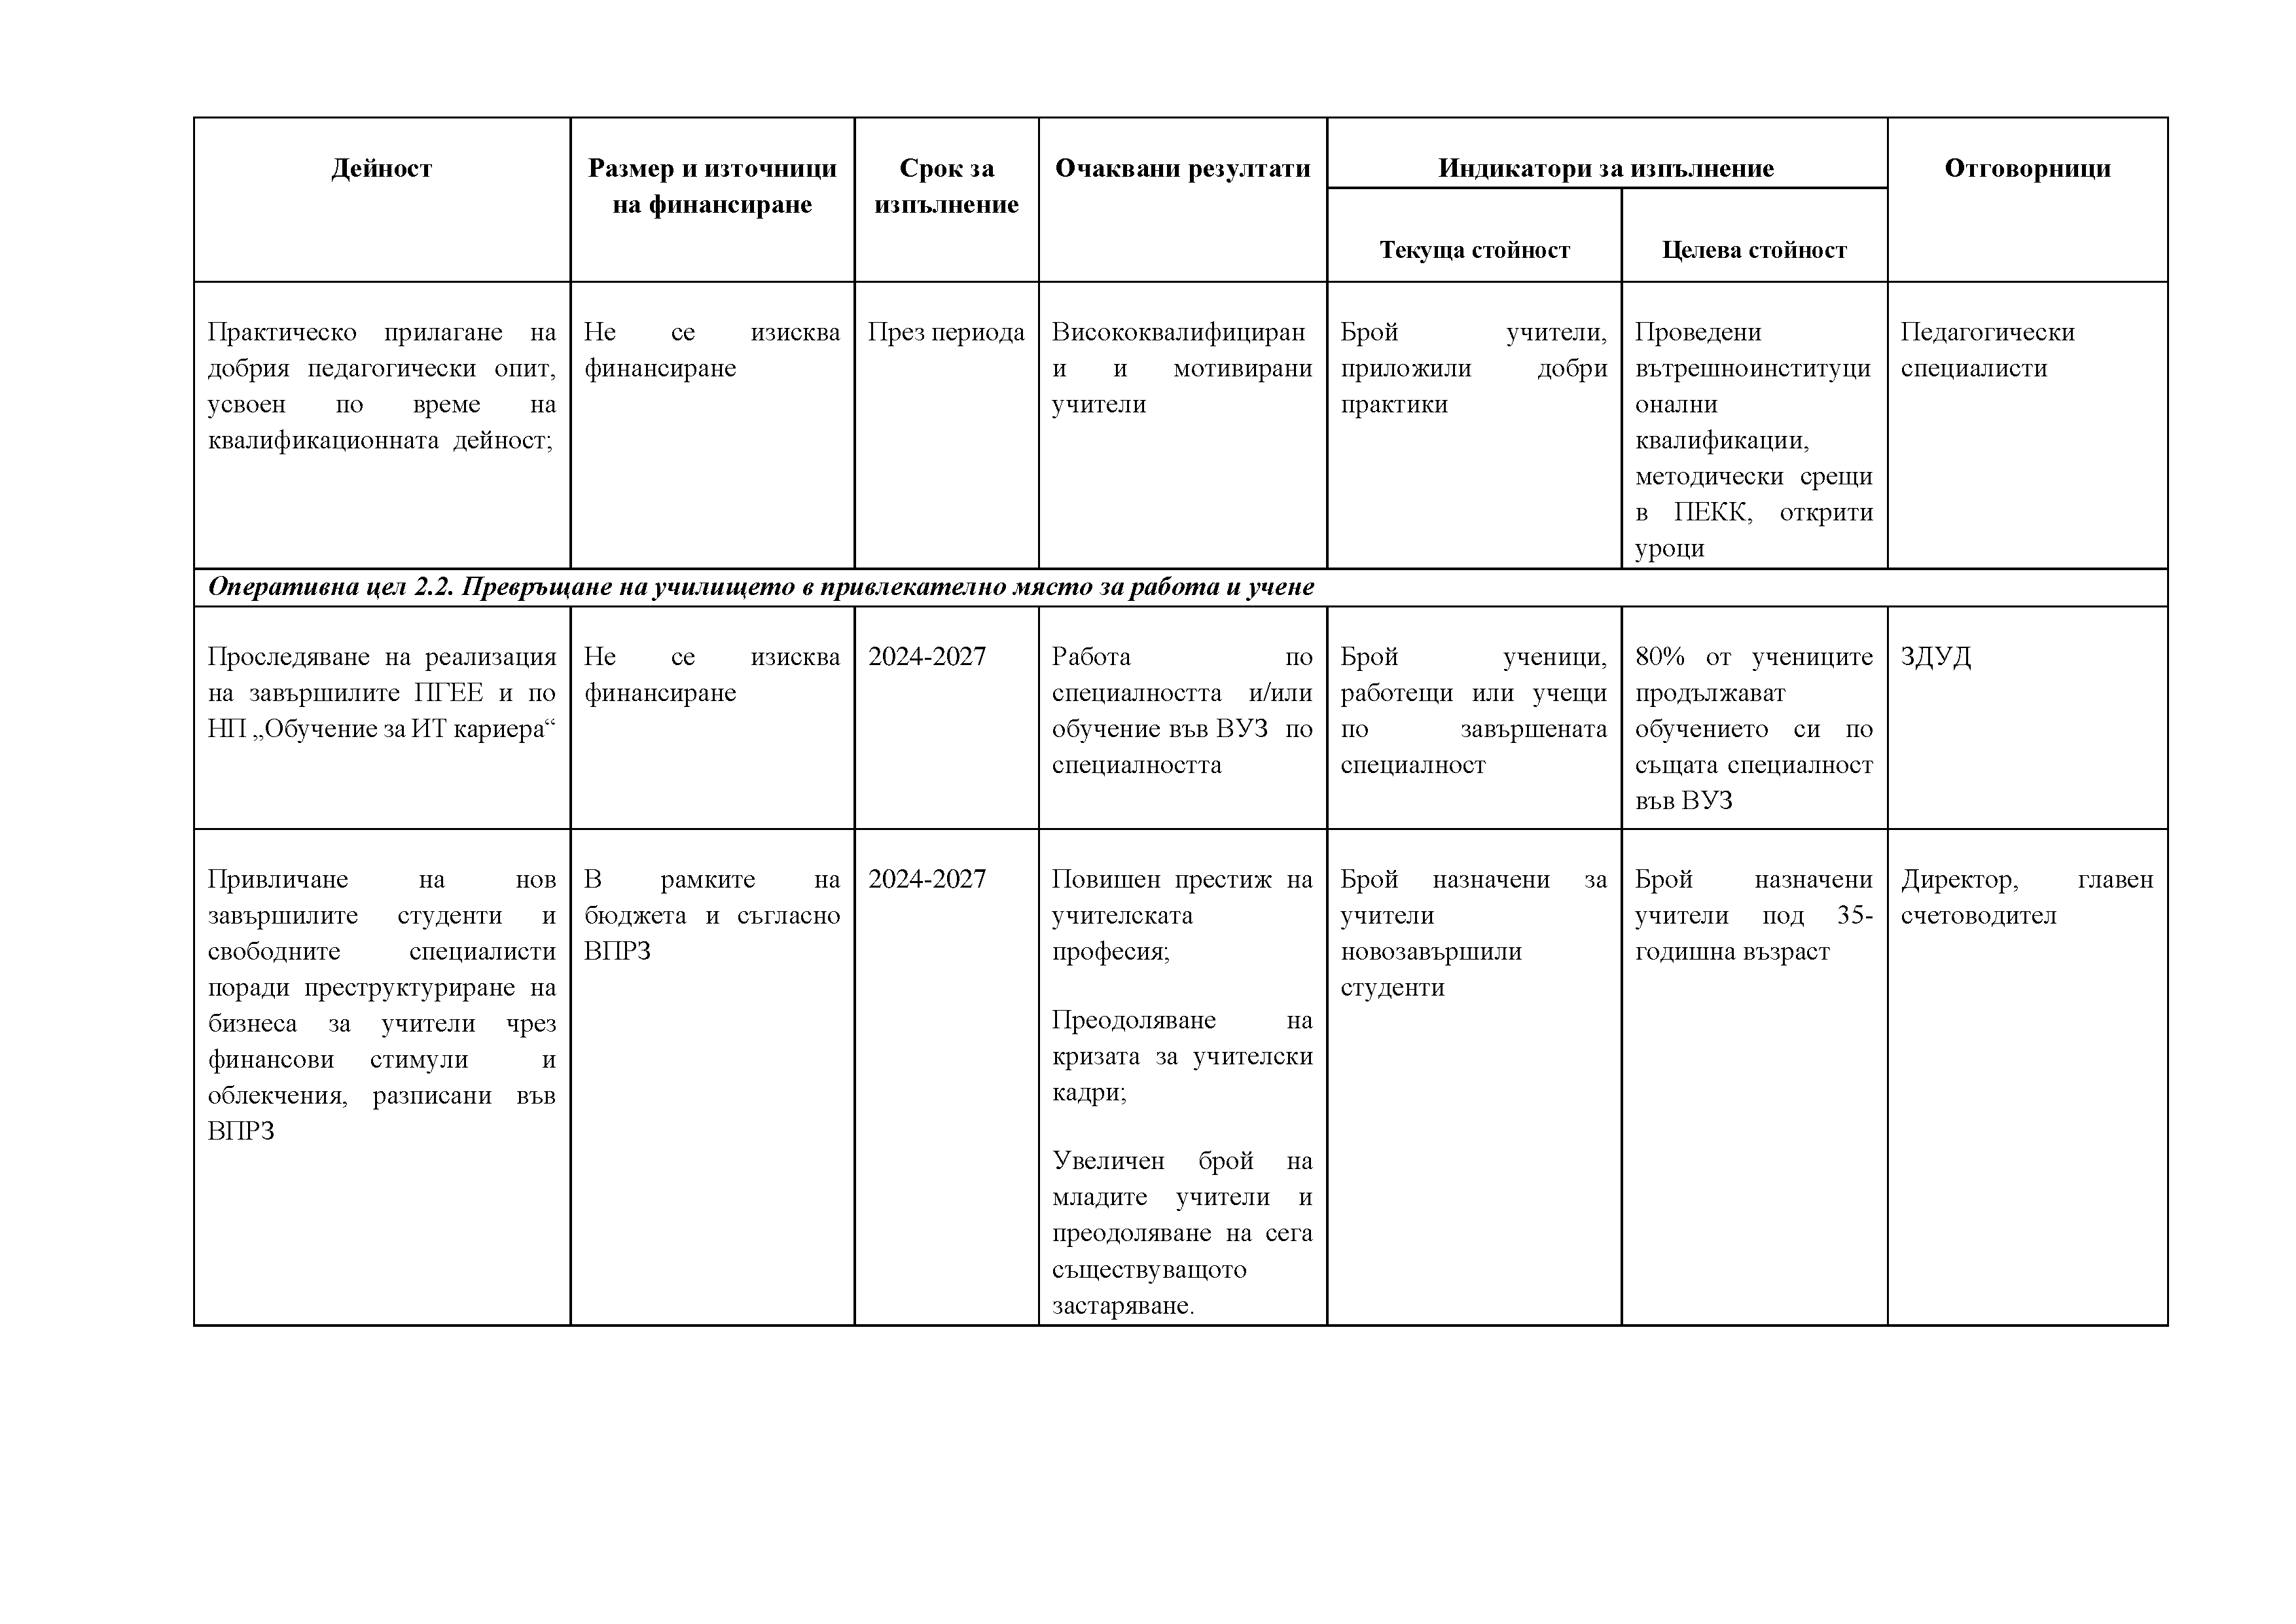 Дейност
Размер и източници
на финансиране
Срок за
изпълнение
Очаквани резултати
Индикатори за изпълнение
Отговорници
Текуща стойност
Целева стойност
Практическо прилагане на
добрия педагогически опит,
усвоен по време на
квалификационната дейност;
Не се изисква
финансиране
През периода
Висококвалифициран
и и мотивирани
учители
Брой учители,
приложили добри
практики
Проведени
вътрешноинституци
онални
квалификации,
методически срещи
в ПЕКК, открити
уроци
Педагогически
специалисти
Оперативна цел 2.2. Превръщане на училището в привлекателно място за работа и учене
Проследяване на реализация
на завършилите ПГЕЕ и по
НП „Обучение за ИТ кариера“
Не се изисква
финансиране
2024-2027
Работа по
специалността и/или
обучение във ВУЗ по
специалността
Брой ученици,
работещи или учещи
по завършената
специалност
80% от учениците
продължават
обучението си по
същата специалност
във ВУЗ
ЗДУД
Привличане на нов
завършилите студенти и
свободните специалисти
поради преструктуриране на
бизнеса за учители чрез
финансови стимули и
облекчения, разписани във
ВПРЗ
В рамките на
бюджета и съгласно
ВПРЗ
2024-2027
Повишен престиж на
учителската
професия;
Преодоляване на
кризата за учителски
кадри;
Увеличен брой на
младите учители и
преодоляване на сега
съществуващото
застаряване.
Брой назначени за
учители
новозавършили
студенти
Брой назначени
учители под 35-
годишна възраст
Директор, главен
счетоводител